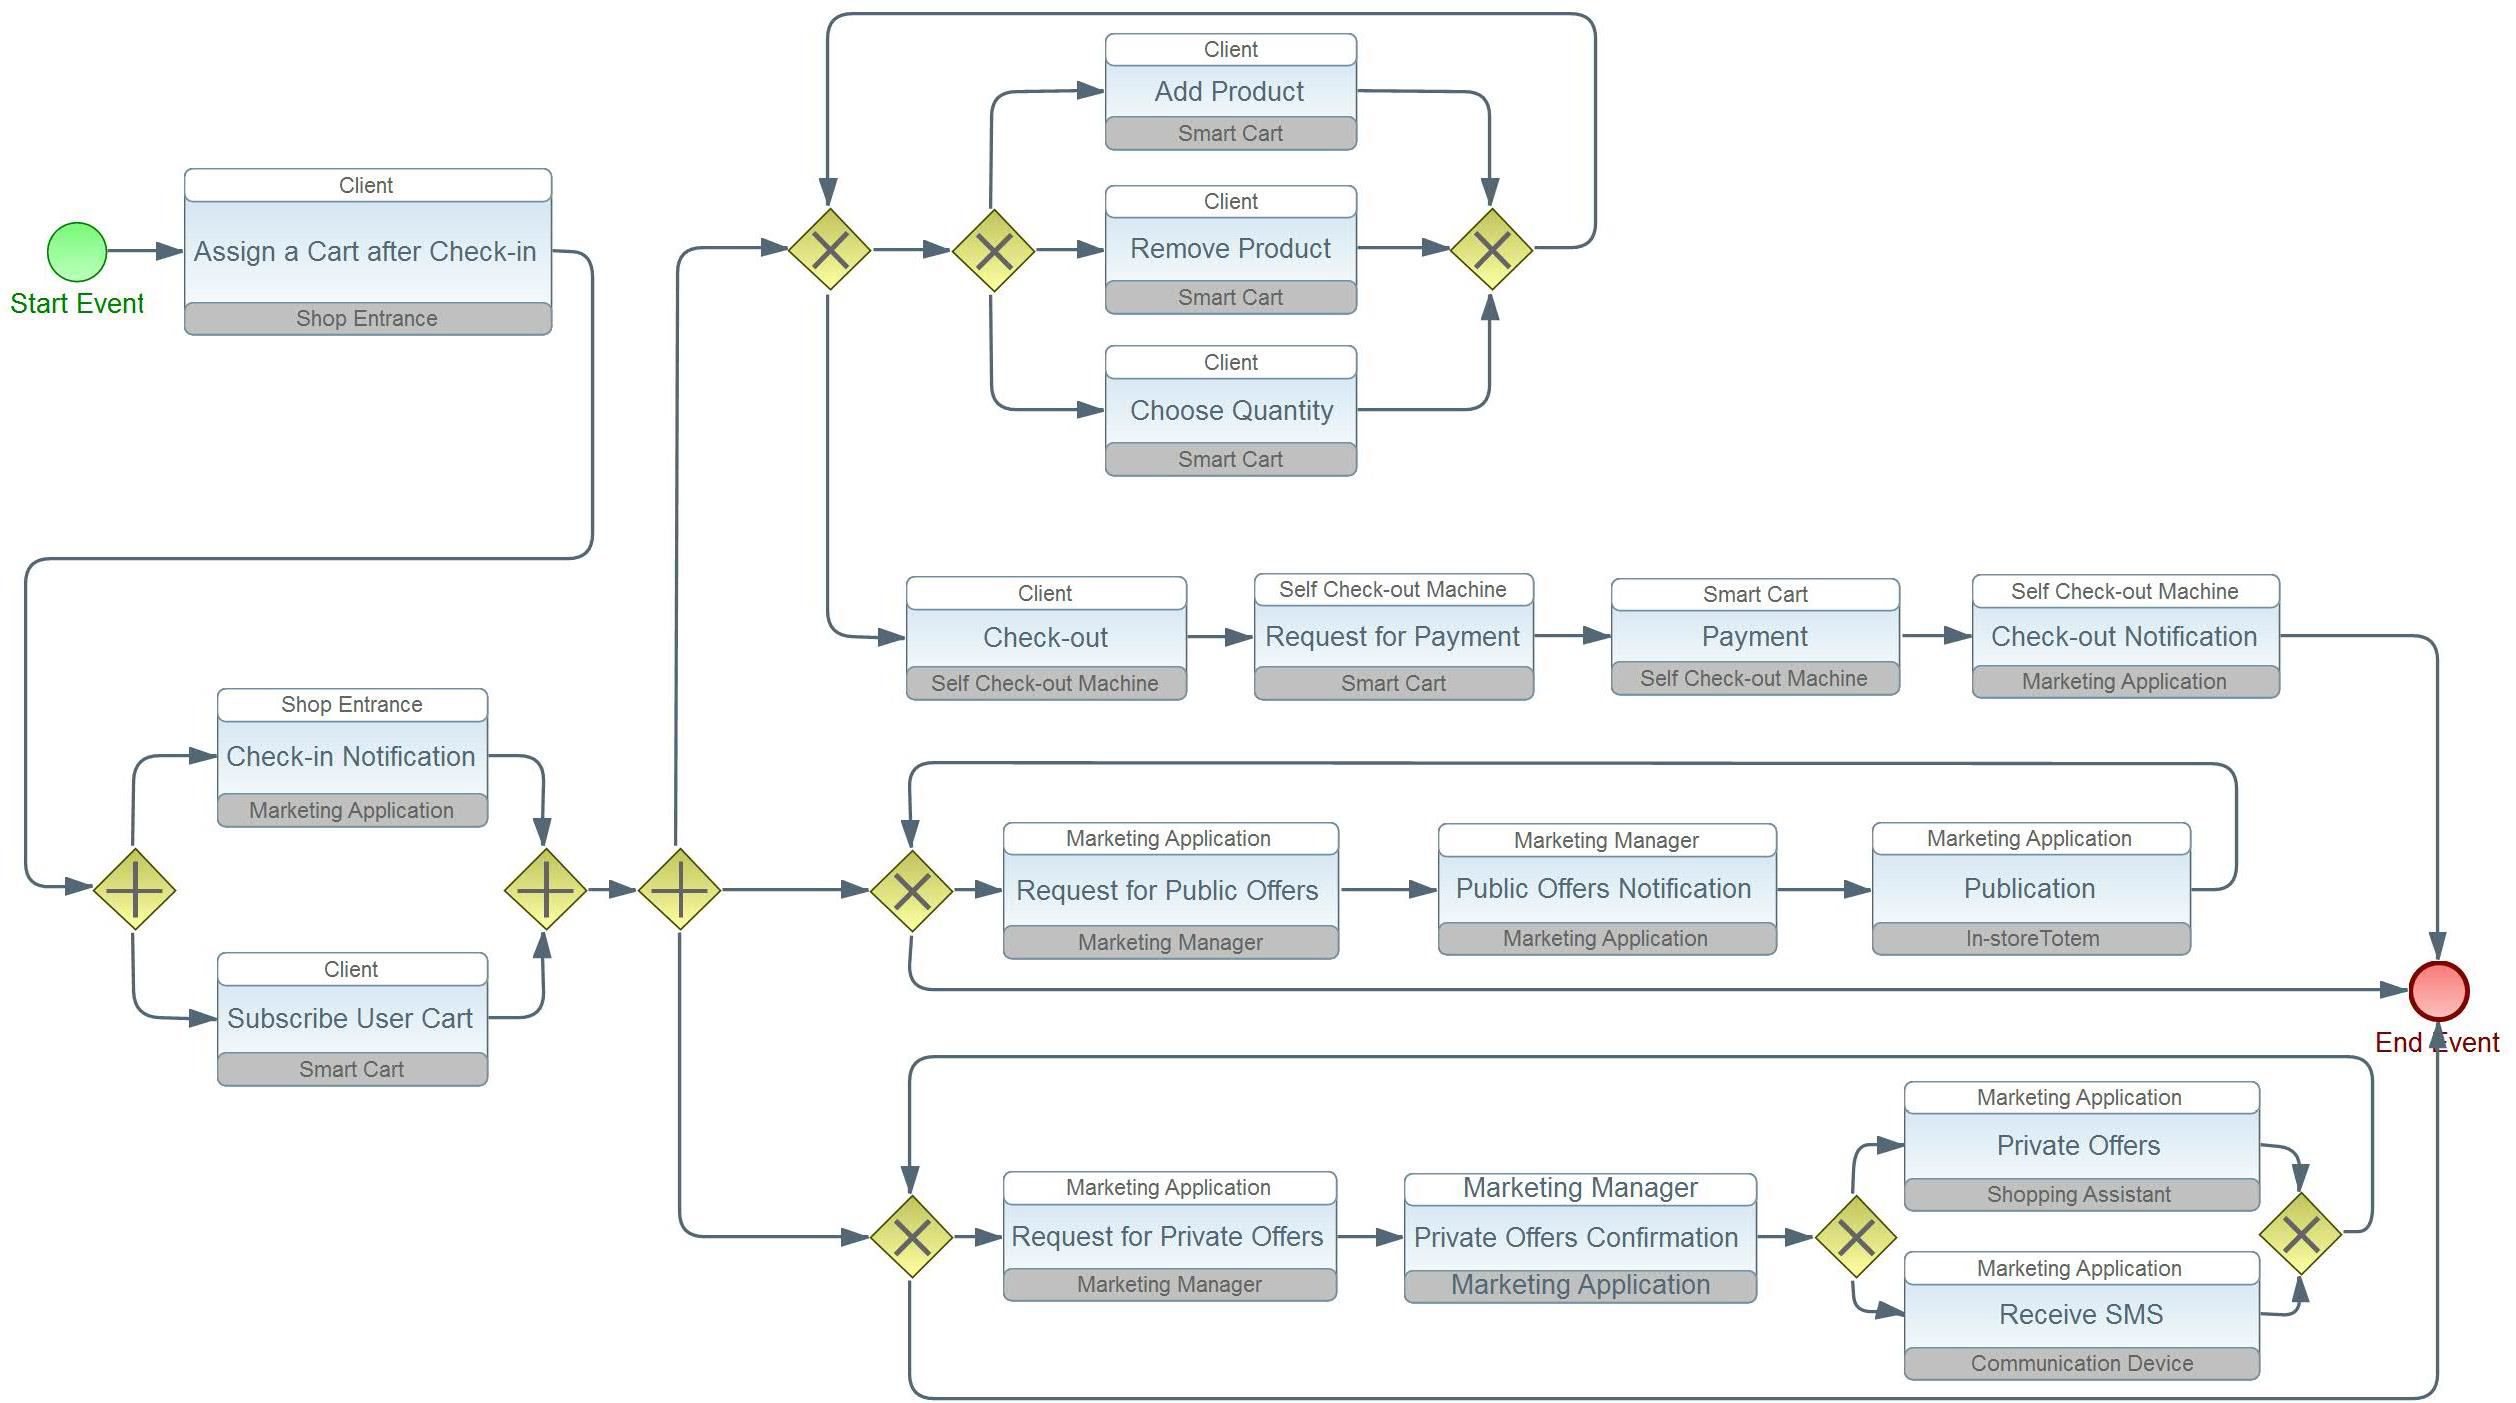 Client
Add Product
Smart Cart
Client
Assign a Cart after Check-in
Shop Entrance
Start Event
Client
Remove Product
Smart Cart
Client
Choose Quantity
Smart Cart
Client
Check-out
Self Check-out Machine
Self Check-out Machine
Request for Payment
Smart Cart
Smart Cart
Payment
Self Check-out Machine
Self Check-out Machine
Check-out Notification
Marketing Application
Shop Entrance
Check-in Notification
Marketing Application
Client
Subscribe User Cart
Smart Cart
Marketing Application
Request for Public Offers
Marketing Manager
Marketing Manager
Public Offers Notification
Marketing Application
Marketing Application
Publication
In-storeTotem
End Event
Marketing Application
Request for Private Offers
Marketing Manager
Marketing Manager
Private Offers Confirmation
Marketing Application
Marketing Application
Private Offers
Shopping Assistant
Marketing Application
Receive SMS
Communication Device